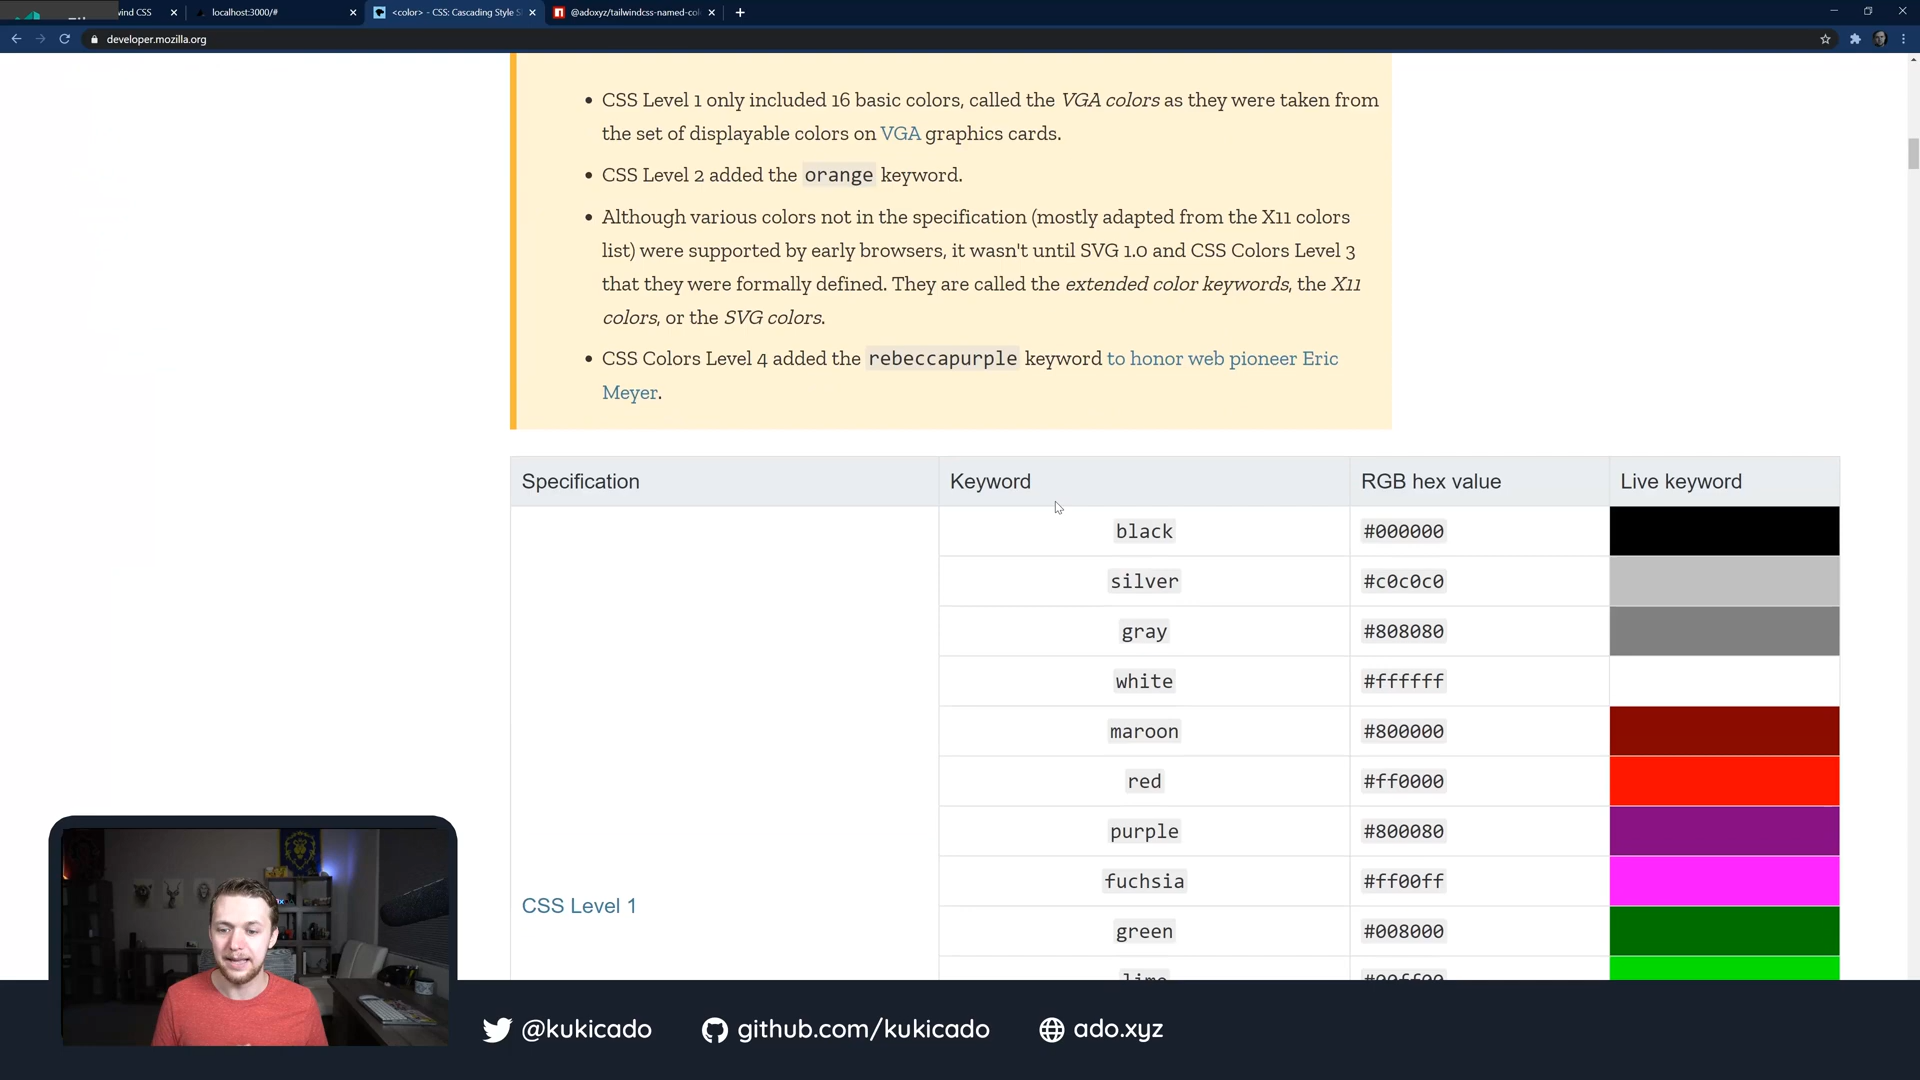 wind CSS
localhost:3000/#
<color> - CSS: Cascading Style S
@adoxyz/tailwindcss-named-co
developer.mozilla.org
• CSS Level 1 only included 16 basic colors, called the VGA colors as they were taken from
the set of displayable colors on VGA graphics cards.
• CSS Level 2 added the orange keyword.
• Although various colors not in the specification (mostly adapted from the X11 colors
list) were supported by early browsers, it wasn't until SVG 1.0 and CSS Colors Level 3
that they were formally defined. They are called the extended color keywords, the X11
colors, or the SVG colors.
• CSS Colors Level 4 added the rebeccapurple keyword to honor web pioneer Eric
Meyer.
Specification Keyword RGB hex value Live keyword
black #000000
silver #c0c0c0
gray #808080
white #ffffff
maroon #800000
red #ff0000
purple #800080
fuchsia #ff00ff
CSS Level 1
green #008000
lime #00ff00
@kukicado github.com/kukicado ado.xyz